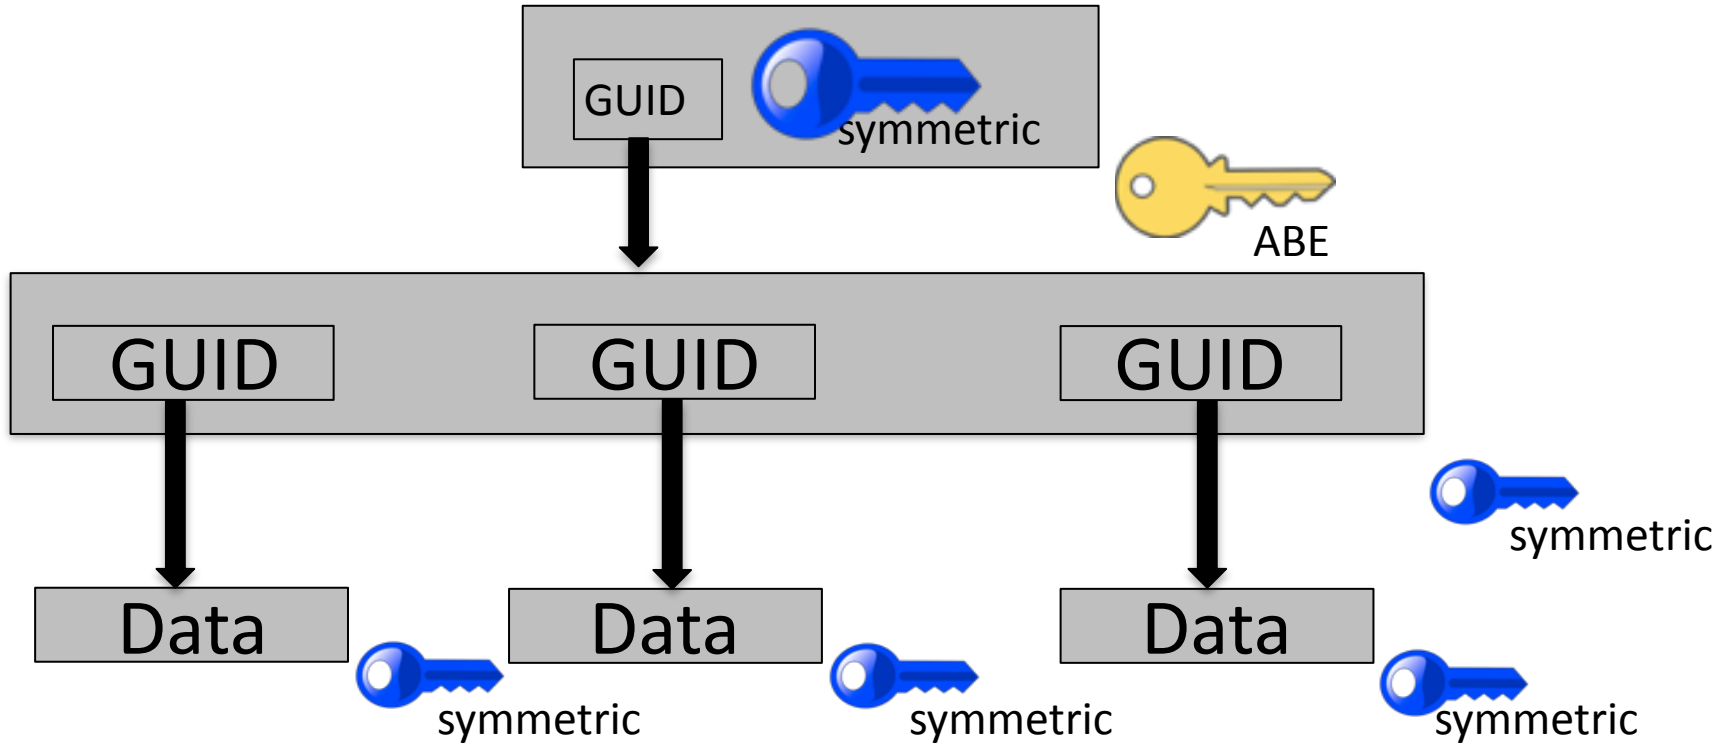 GUID
symmetric
ABE
GUID
GUID
GUID
symmetric
Data
Data
Data
symmetric
symmetric
symmetric